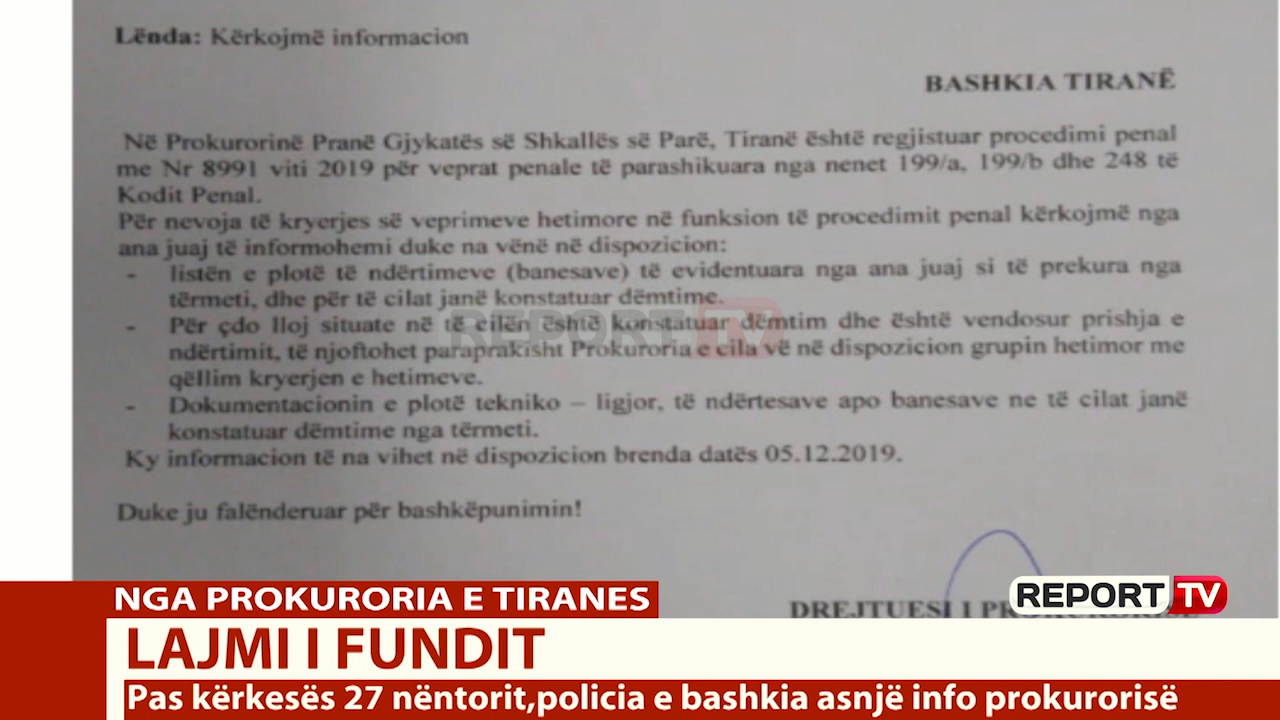 Lënda: Kërkojmë informacion
BASHKIA TIRANË
Në Prokurorinë Pranë Gjykatës së Shkallës së Parë, Tiranë është regjistuar procedimi penal
me Nr 8991 viti 2019 për veprat penale të parashikuara nga nenet 199/a, 199/b dhe 248 të
Kodit Penal.
Për nevoja të kryerjes së veprimeve hetimore në funksion të procedimit penal kërkojmë nga
ana juaj të informohemi duke na vënë në dispozicion:
- listën e plotë të ndërtimeve (banesave) të evidentuara nga ana juaj si të prekura nga
tërmeti, dhe për të cilat janë konstatuar dëmtime.
- Për çdo lloj situate në të cilën është konstatuar dëmtim dhe është vendosur prishja e
ndërtimit, të njoftohet paraprakisht Prokuroria e cila vë në dispozicion grupin hetimor me
qëllim kryerjen e hetimeve.
- Dokumentacionin e plotë tekniko – ligjor, të ndërtesave apo banesave ne të cilat janë
konstatuar dëmtime nga tërmeti.
Ky informacion të na vihet në dispozicion brenda datës 05.12.2019.
Duke ju falënderuar për bashkëpunimin!
DREJTUESI I
REPORT TV
NGA PROKURORIA E TIRANES
LAJMI I FUNDIT
Pas kërkesës 27 nëntorit,policia e bashkia asnjë info prokurorisë